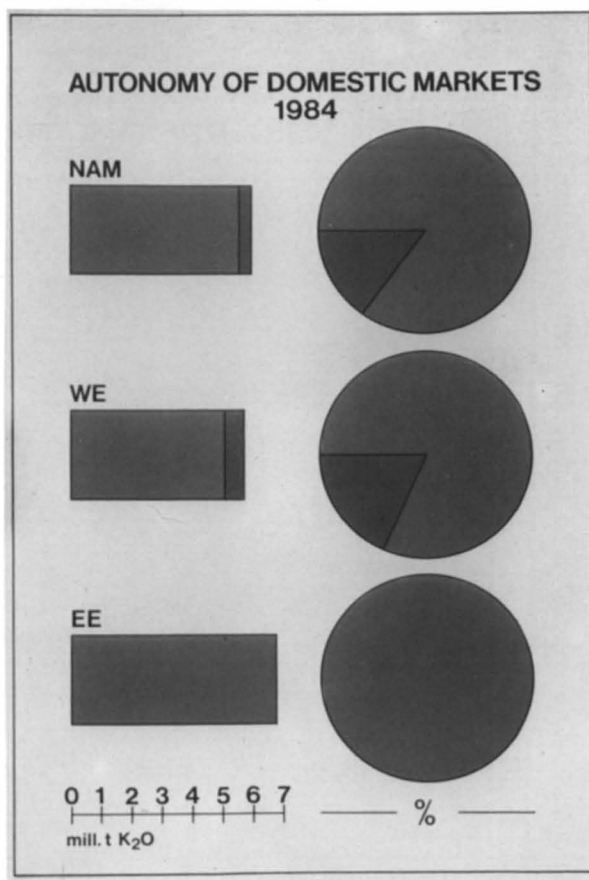 AUTONOMY OF DOMESTIC MARKETS
1984
NAM
WE
EE
0 1 2 3 4 5 6 7
mill. t K₂O
%